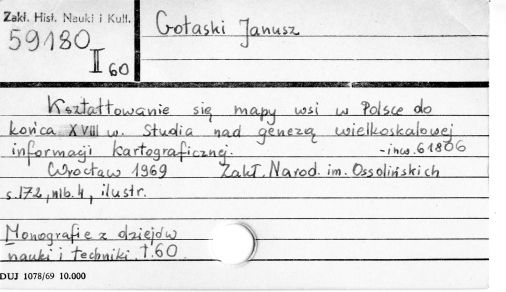 Zakł. Hist. Nauki i Kult.
59180
II 60
Gołaski Janusz
Kształtowanie się mapy wsi w Polsce do
końca XVIII w. Studia nad genezą wielkoskalowej
informacji kartograficznej. - inw. 61806
Wrocław 1969 Zakł. Narod. im. Ossolińskich
s. 172, nlb. 4, ilustr.
Monografie z dziejów
nauki i techniki t. 60
DUJ 1078/69 10.000